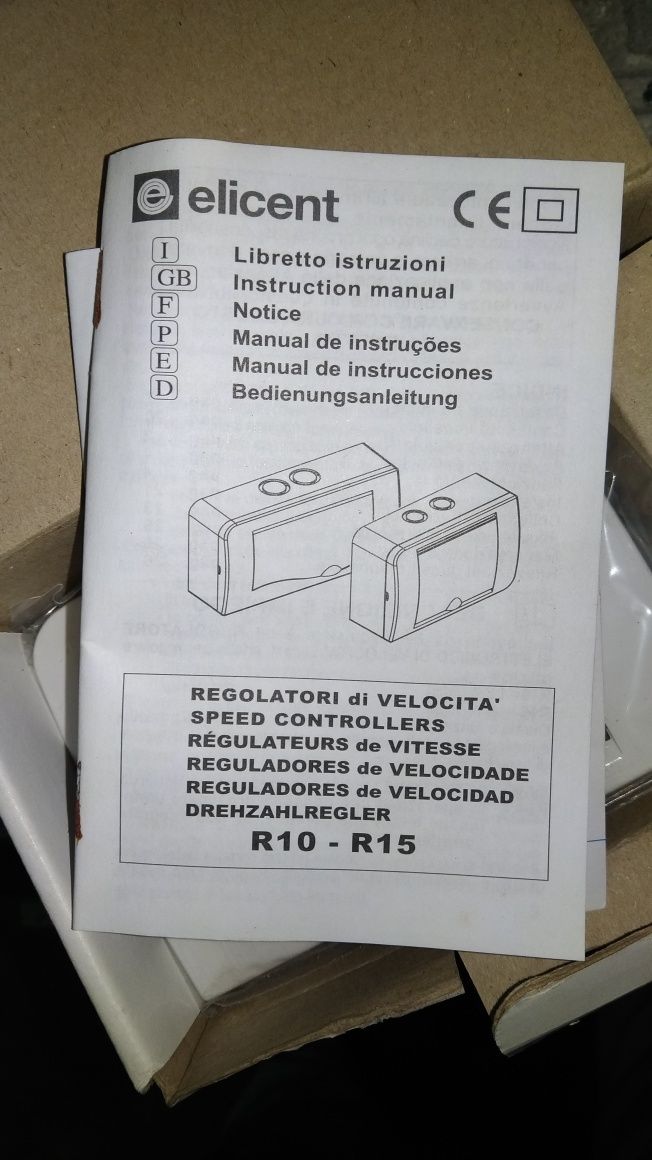 elicent CE
I Libretto istruzioni
GB Instruction manual
F Notice
P Manual de instruções
E Manual de instrucciones
D Bedienungsanleitung
REGOLATORI di VELOCITA'
SPEED CONTROLLERS
RÉGULATEURS de VITESSE
REGULADORES de VELOCIDADE
REGULADORES de VELOCIDAD
DREHZAHLREGLER
R10 - R15